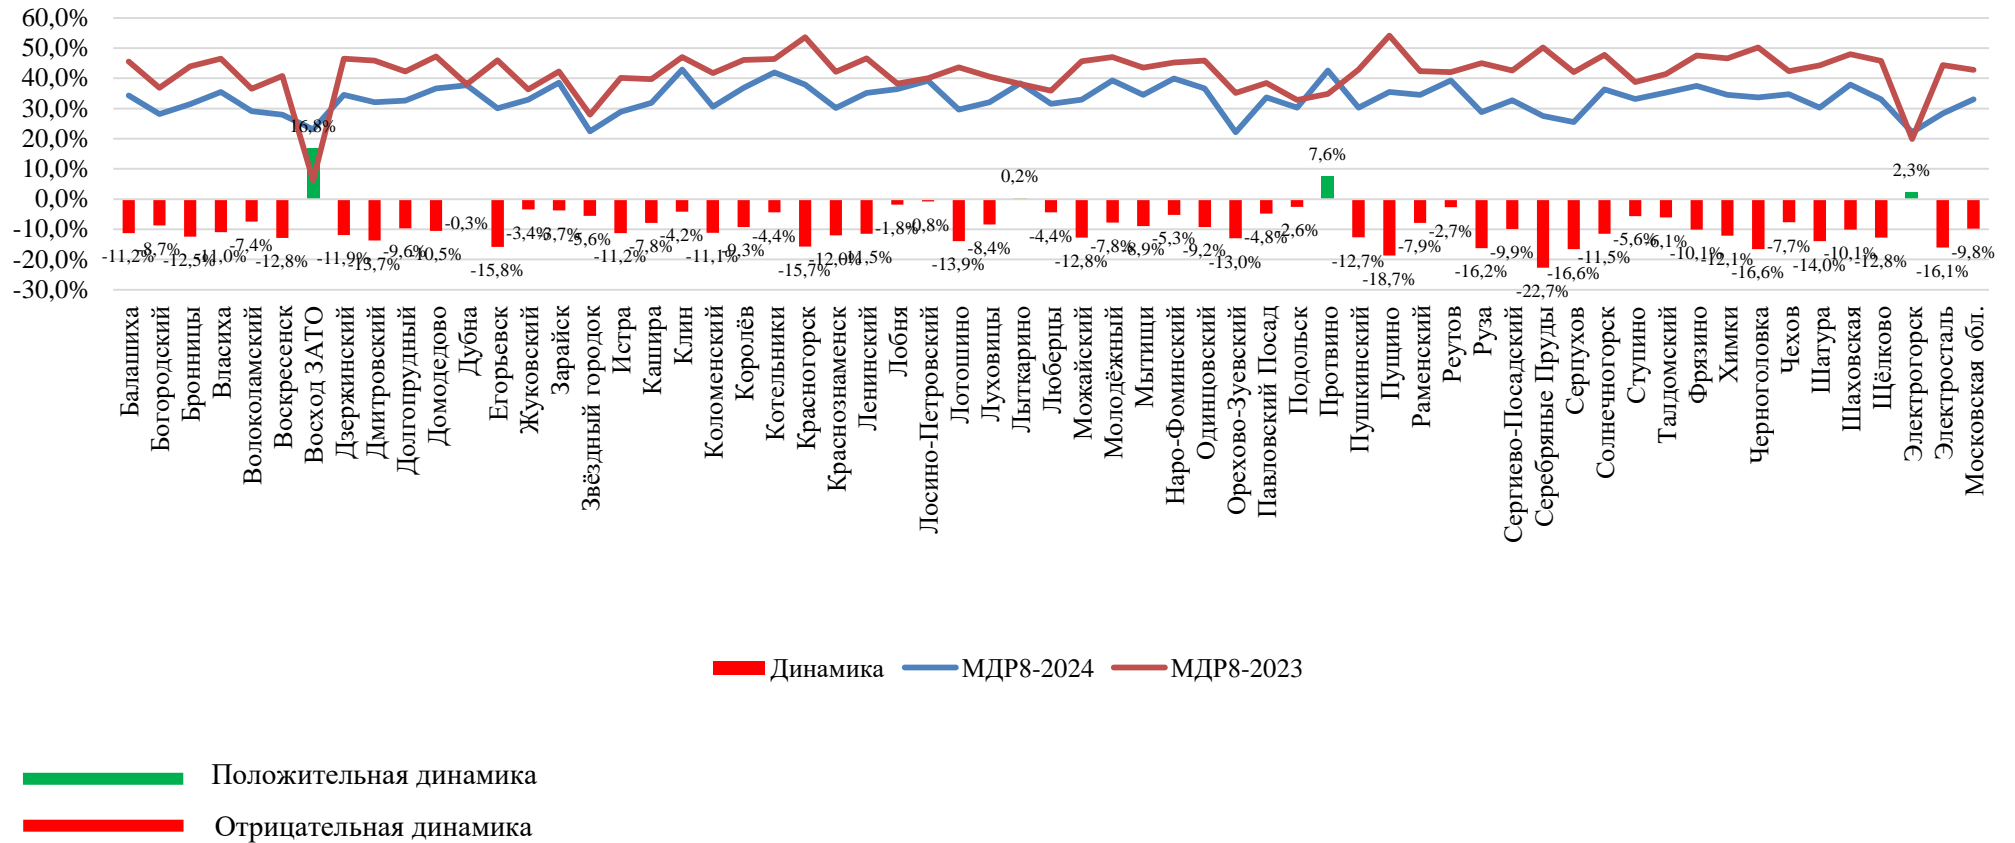 60,0%
50,0%
40,0%
30,0%
20,0%
10,0%
0,0%
-10,0%
-20,0%
-30,0%
-11,2%
-8,7%
-12,5%
-11,0%
-7,4%
-12,8%
16,8%
-11,9%
-13,7%
-9,6%
-10,5%
-0,3%
-15,8%
-3,4%
-3,7%
-5,6%
-11,2%
-7,8%
-4,2%
-11,1%
-9,3%
-4,4%
-15,7%
-12,0%
-11,5%
-1,8%
-0,8%
-13,9%
-8,4%
0,2%
-4,4%
-12,8%
-7,8%
-8,9%
-5,3%
-9,2%
-13,0%
-4,8%
-2,6%
7,6%
-12,7%
-18,7%
-7,9%
-2,7%
-16,2%
-9,9%
-22,7%
-16,6%
-11,5%
-5,6%
-6,1%
-10,1%
-12,1%
-16,6%
-7,7%
-14,0%
-10,1%
-12,8%
2,3%
-16,1%
-9,8%
Балашиха
Богородский
Бронницы
Власиха
Волоколамский
Воскресенск
Восход ЗАТО
Дзержинский
Дмитровский
Долгопрудный
Домодедово
Дубна
Егорьевск
Жуковский
Зарайск
Звёздный городок
Истра
Кашира
Клин
Коломенский
Королёв
Котельники
Красногорск
Краснознаменск
Ленинский
Лобня
Лосино-Петровский
Лотошино
Луховицы
Лыткарино
Люберцы
Можайский
Молодёжный
Мытищи
Наро-Фоминский
Одинцовский
Орехово-Зуевский
Павловский Посад
Подольск
Протвино
Пушкинский
Пущино
Раменский
Реутов
Руза
Сергиево-Посадский
Серебряные Пруды
Серпухов
Солнечногорск
Ступино
Талдомский
Фрязино
Химки
Черноголовка
Чехов
Шатура
Шаховская
Щёлково
Электрогорск
Электросталь
Московская обл.
Динамика
МДР8-2024
МДР8-2023
Положительная динамика
Отрицательная динамика